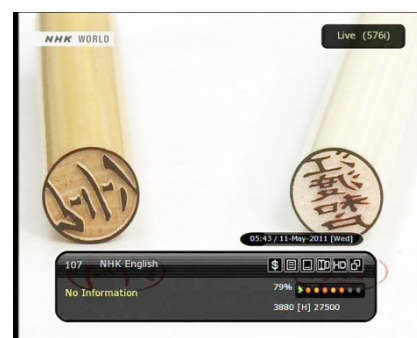 NHK WORLD
Live (576i)
05:43 / 11-May-2011 [Wed]
107 NHK English
$ HD
No Information
79%
3880 [H] 27500